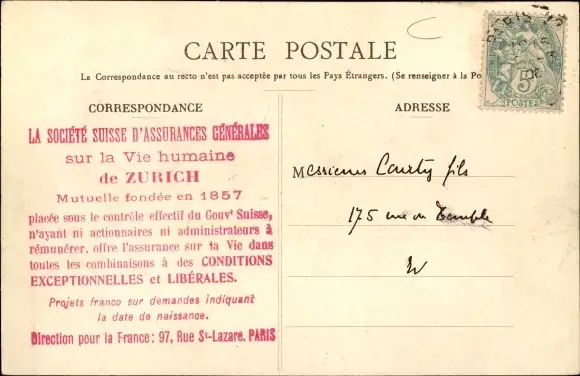 CARTE POSTALE
La Correspondance au recto n'est pas acceptée par tous les Pays Étrangers. (Se renseigner à la Po
CORRESPONDANCE
LA SOCIÉTÉ SUISSE D'ASSURANCES GÉNÉRALES
sur la Vie humaine
de ZURICH
Mutuelle fondée en 1857
placée sous le contrôle effectif du Gouvt Suisse,
n'ayant ni actionnaires ni administrateurs à
rémunérer, offre l'assurance sur la Vie dans
toutes les combinaisons à des CONDITIONS
EXCEPTIONNELLES et LIBÉRALES.
Projets franco sur demandes indiquant
la date de naissance.
Direction pour la France: 97, Rue St-Lazare. PARIS
ADRESSE
Messieurs Courty fils
175 rue du Temple
PARIS
5
POSTES